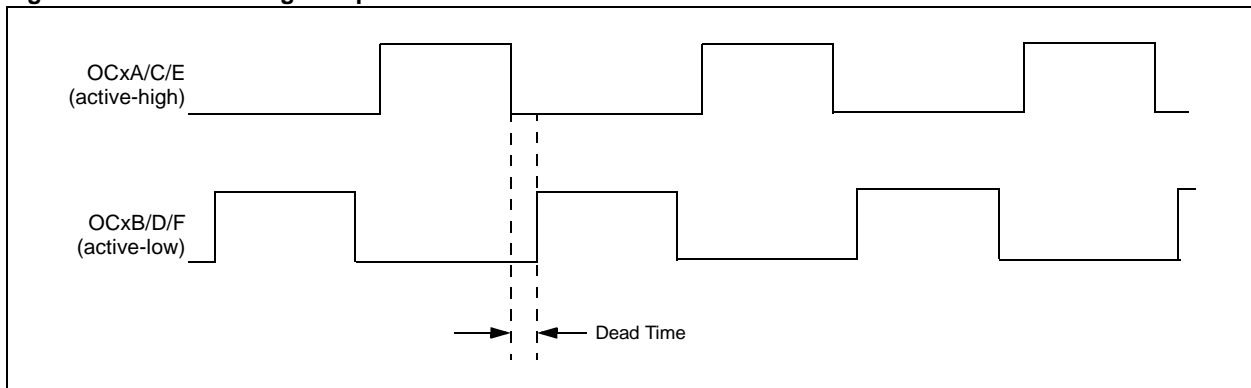 OCxA/C/E
(active-high)
OCxB/D/F
(active-low)
Dead Time